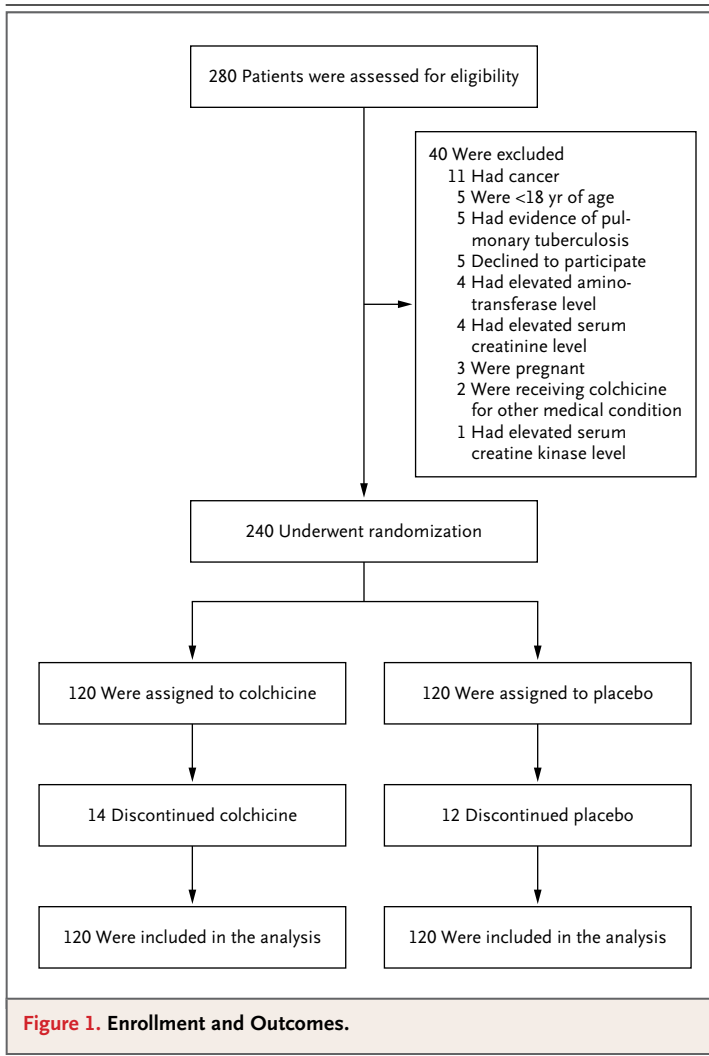 280 Patients were assessed for eligibility
40 Were excluded
11 Had cancer
5 Were <18 yr of age
5 Had evidence of pul-
monary tuberculosis
5 Declined to participate
4 Had elevated amino-
transferase level
4 Had elevated serum
creatinine level
3 Were pregnant
2 Were receiving colchicine
for other medical condition
1 Had elevated serum
creatine kinase level
240 Underwent randomization
120 Were assigned to colchicine
120 Were assigned to placebo
14 Discontinued colchicine
12 Discontinued placebo
120 Were included in the analysis
120 Were included in the analysis
Figure 1. Enrollment and Outcomes.